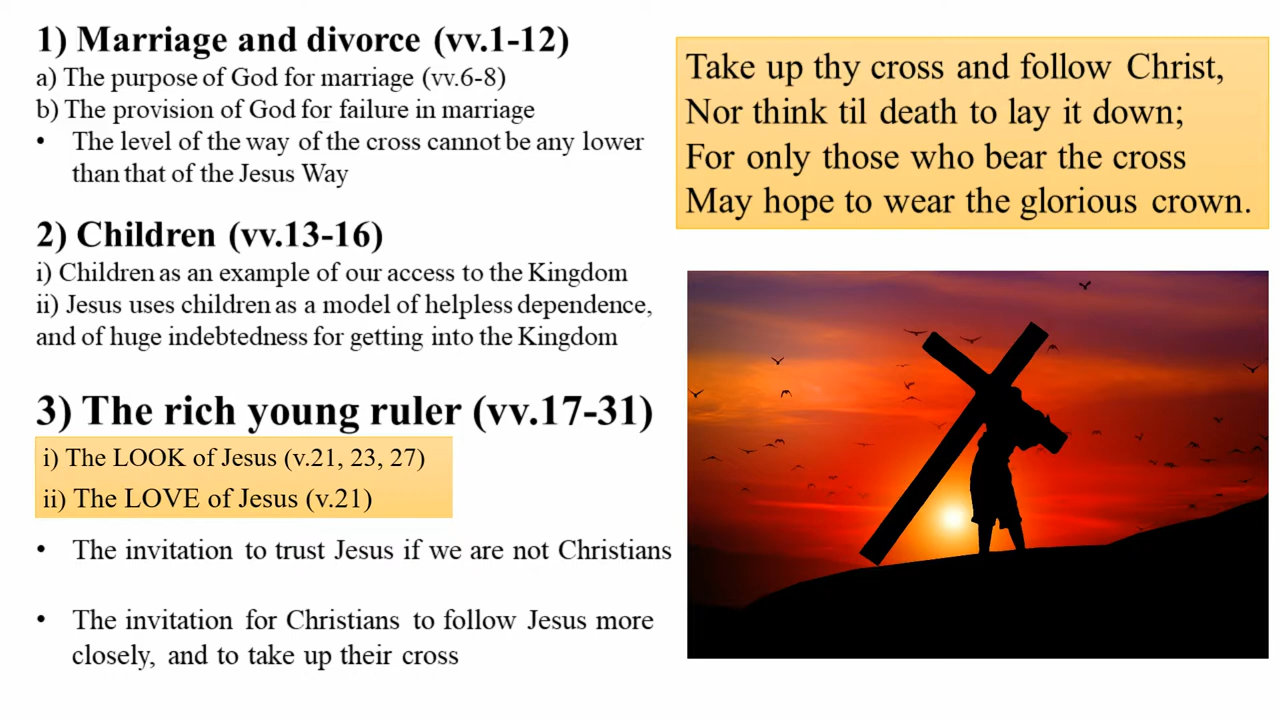 1) Marriage and divorce (vv.1-12)
a) The purpose of God for marriage (vv.6-8)
b) The provision of God for failure in marriage
• The level of the way of the cross cannot be any lower
than that of the Jesus Way
2) Children (vv.13-16)
i) Children as an example of our access to the Kingdom
ii) Jesus uses children as a model of helpless dependence,
and of huge indebtedness for getting into the Kingdom
3) The rich young ruler (vv.17-31)
i) The LOOK of Jesus (v.21, 23, 27)
ii) The LOVE of Jesus (v.21)
• The invitation to trust Jesus if we are not Christians
• The invitation for Christians to follow Jesus more
closely, and to take up their cross
Take up thy cross and follow Christ,
Nor think til death to lay it down;
For only those who bear the cross
May hope to wear the glorious crown.